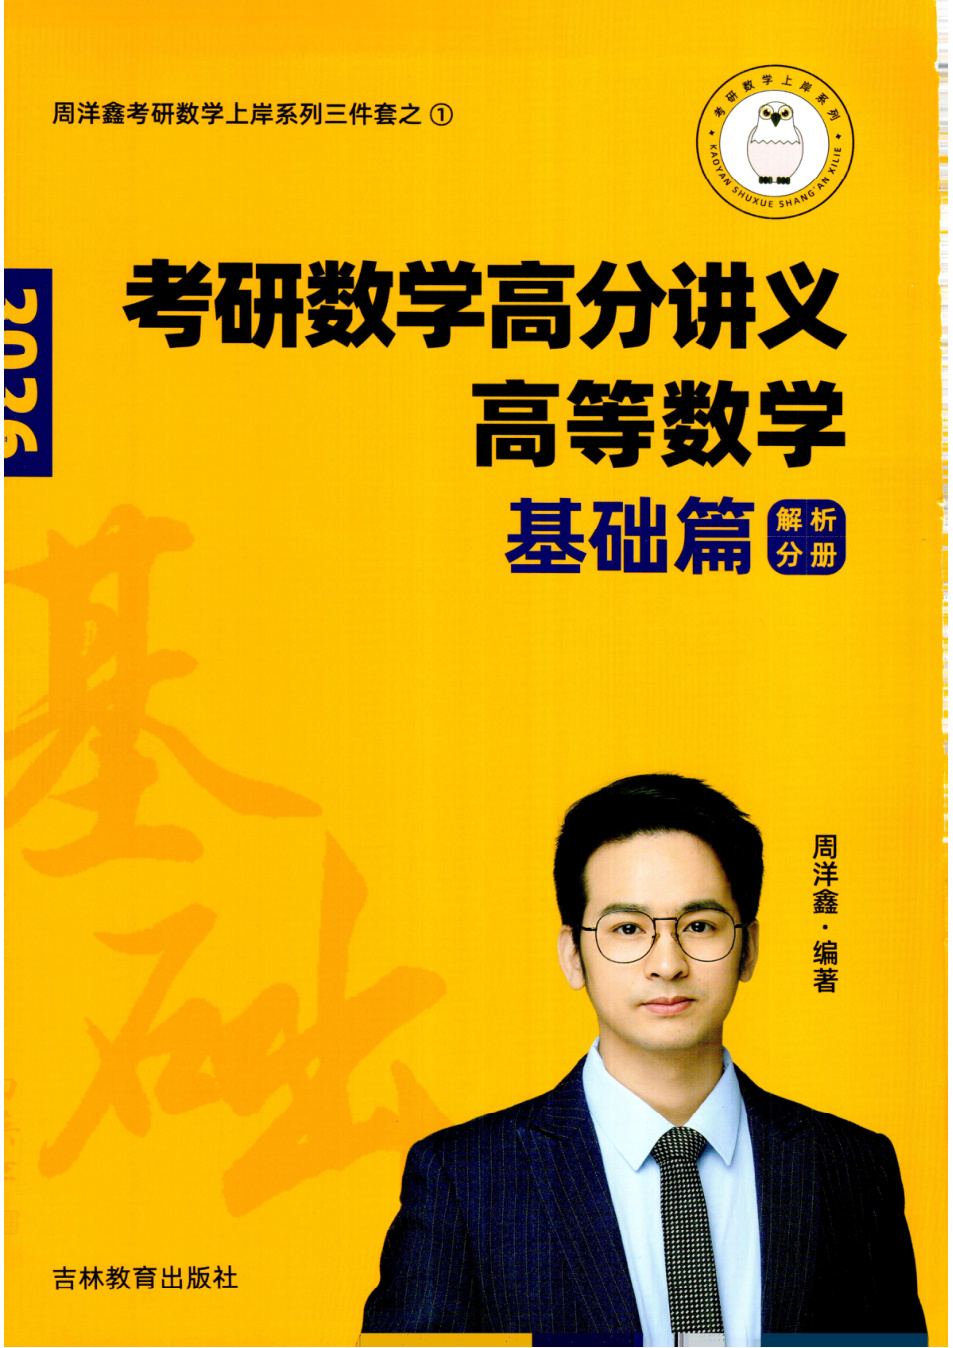 周洋鑫考研数学上岸系列三件套之①
考研数学上岸系列
KAOYAN SHUXUE SHANG'AN XILIE
2026
考研数学高分讲义
高等数学
基础篇
解析
分册
基础
周洋鑫·编著
吉林教育出版社